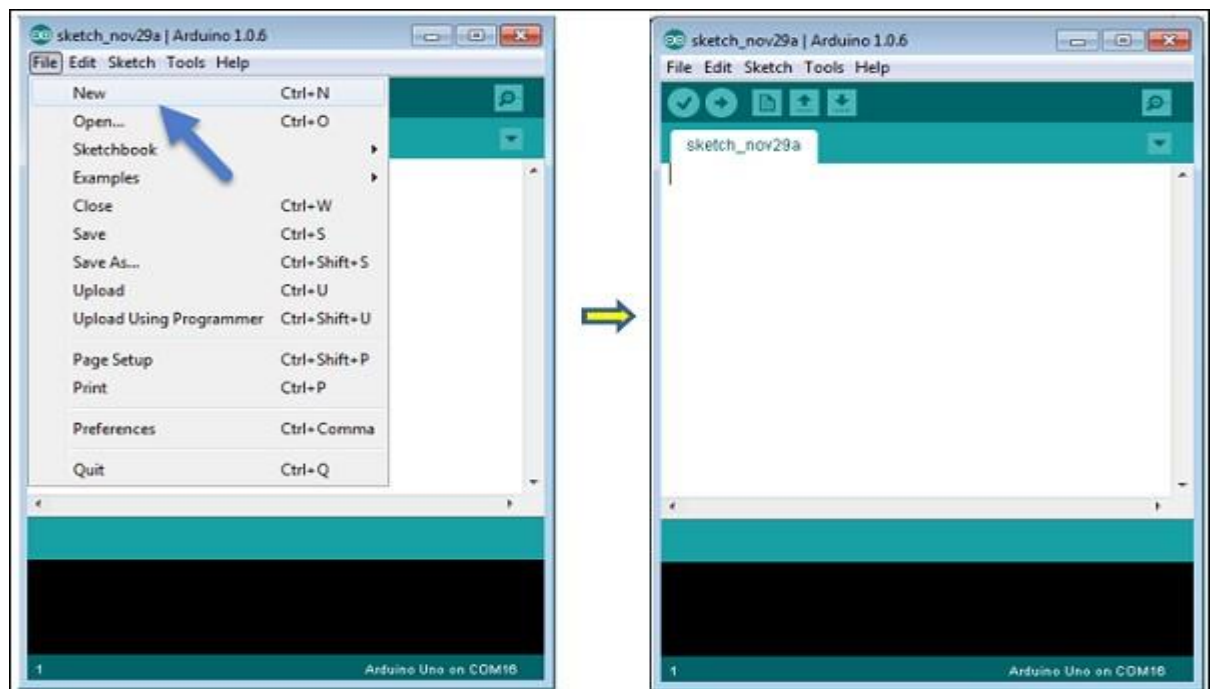 sketch_nov29a | Arduino 1.0.6
File Edit Sketch Tools Help
New Ctrl+N
Open... Ctrl+O
Sketchbook
Examples
Close Ctrl+W
Save Ctrl+S
Save As... Ctrl+Shift+S
Upload Ctrl+U
Upload Using Programmer Ctrl+Shift+U
Page Setup Ctrl+Shift+P
Print Ctrl+P
Preferences Ctrl+Comma
Quit Ctrl+Q
1 Arduino Uno on COM16
sketch_nov29a | Arduino 1.0.6
File Edit Sketch Tools Help
sketch_nov29a
1 Arduino Uno on COM16